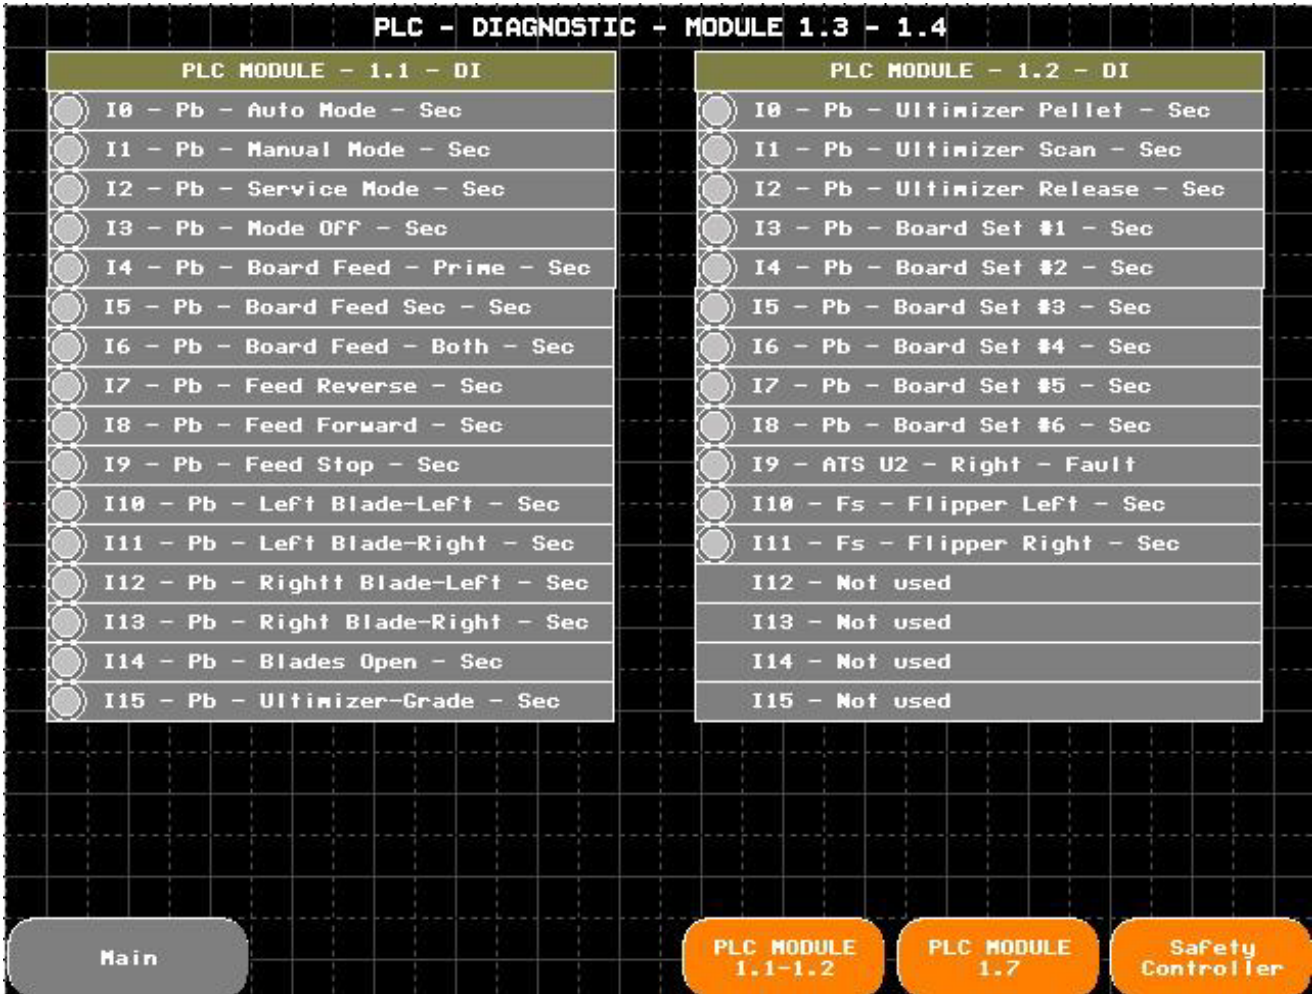 PLC - DIAGNOSTIC - MODULE 1.3 - 1.4
PLC MODULE - 1.1 - DI
I0 - Pb - Auto Mode - Sec
I1 - Pb - Manual Mode - Sec
I2 - Pb - Service Mode - Sec
I3 - Pb - Mode Off - Sec
I4 - Pb - Board Feed - Prime - Sec
I5 - Pb - Board Feed Sec - Sec
I6 - Pb - Board Feed - Both - Sec
I7 - Pb - Feed Reverse - Sec
I8 - Pb - Feed Forward - Sec
I9 - Pb - Feed Stop - Sec
I10 - Pb - Left Blade-Left - Sec
I11 - Pb - Left Blade-Right - Sec
I12 - Pb - Rightt Blade-Left - Sec
I13 - Pb - Right Blade-Right - Sec
I14 - Pb - Blades Open - Sec
I15 - Pb - Ultimizer-Grade - Sec
PLC MODULE - 1.2 - DI
I0 - Pb - Ultimizer Pellet - Sec
I1 - Pb - Ultimizer Scan - Sec
I2 - Pb - Ultimizer Release - Sec
I3 - Pb - Board Set #1 - Sec
I4 - Pb - Board Set #2 - Sec
I5 - Pb - Board Set #3 - Sec
I6 - Pb - Board Set #4 - Sec
I7 - Pb - Board Set #5 - Sec
I8 - Pb - Board Set #6 - Sec
I9 - ATS U2 - Right - Fault
I10 - Fs - Flipper Left - Sec
I11 - Fs - Flipper Right - Sec
I12 - Not used
I13 - Not used
I14 - Not used
I15 - Not used
Main
PLC MODULE
1.1-1.2
PLC MODULE
1.7
Safety
Controller